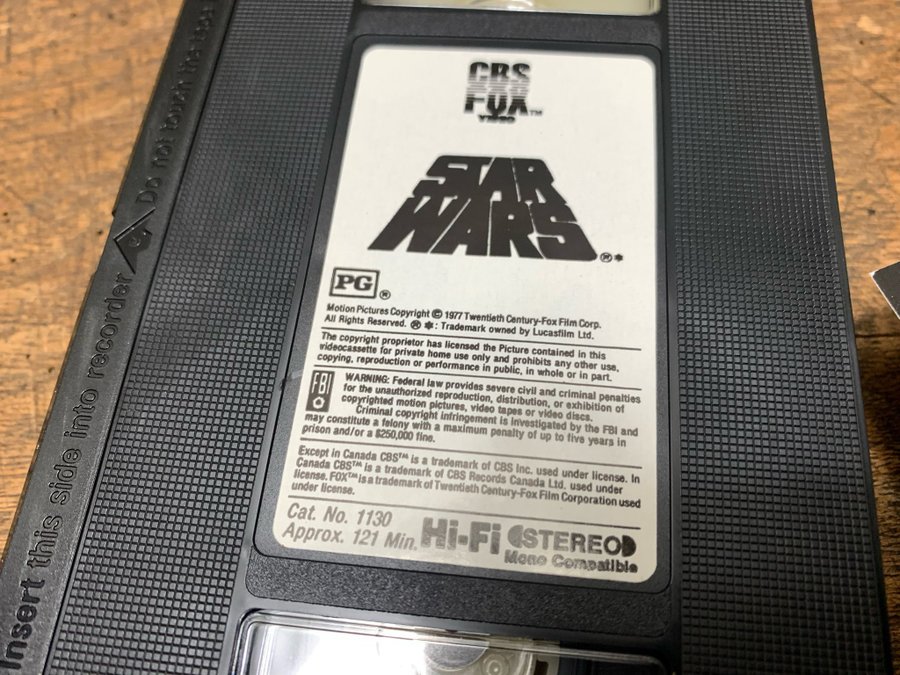 Do not touch the
Insert this side into recorder
CBS
FOX™
VIDEO
STAR
WARS®*
PG®
Motion Pictures Copyright © 1977 Twentieth Century-Fox Film Corp.
All Rights Reserved. ® *: Trademark owned by Lucasfilm Ltd.
The copyright proprietor has licensed the Picture contained in this
videocassette for private home use only and prohibits any other use,
copying, reproduction or performance in public, in whole or in part.
FBI
WARNING: Federal law provides severe civil and criminal penalties
for the unauthorized reproduction, distribution, or exhibition of
copyrighted motion pictures, video tapes or video discs.
Criminal copyright infringement is investigated by the FBI and
may constitute a felony with a maximum penalty of up to five years in
prison and/or a $250,000 fine.
Except in Canada CBS™ is a trademark of CBS Inc. used under license. In
Canada CBS™ is a trademark of CBS Records Canada Ltd. used under
license. FOX™ is a trademark of Twentieth Century-Fox Film Corporation used
under license.
Cat. No. 1130
Approx. 121 Min. Hi-Fi STEREO
Mono Compatible